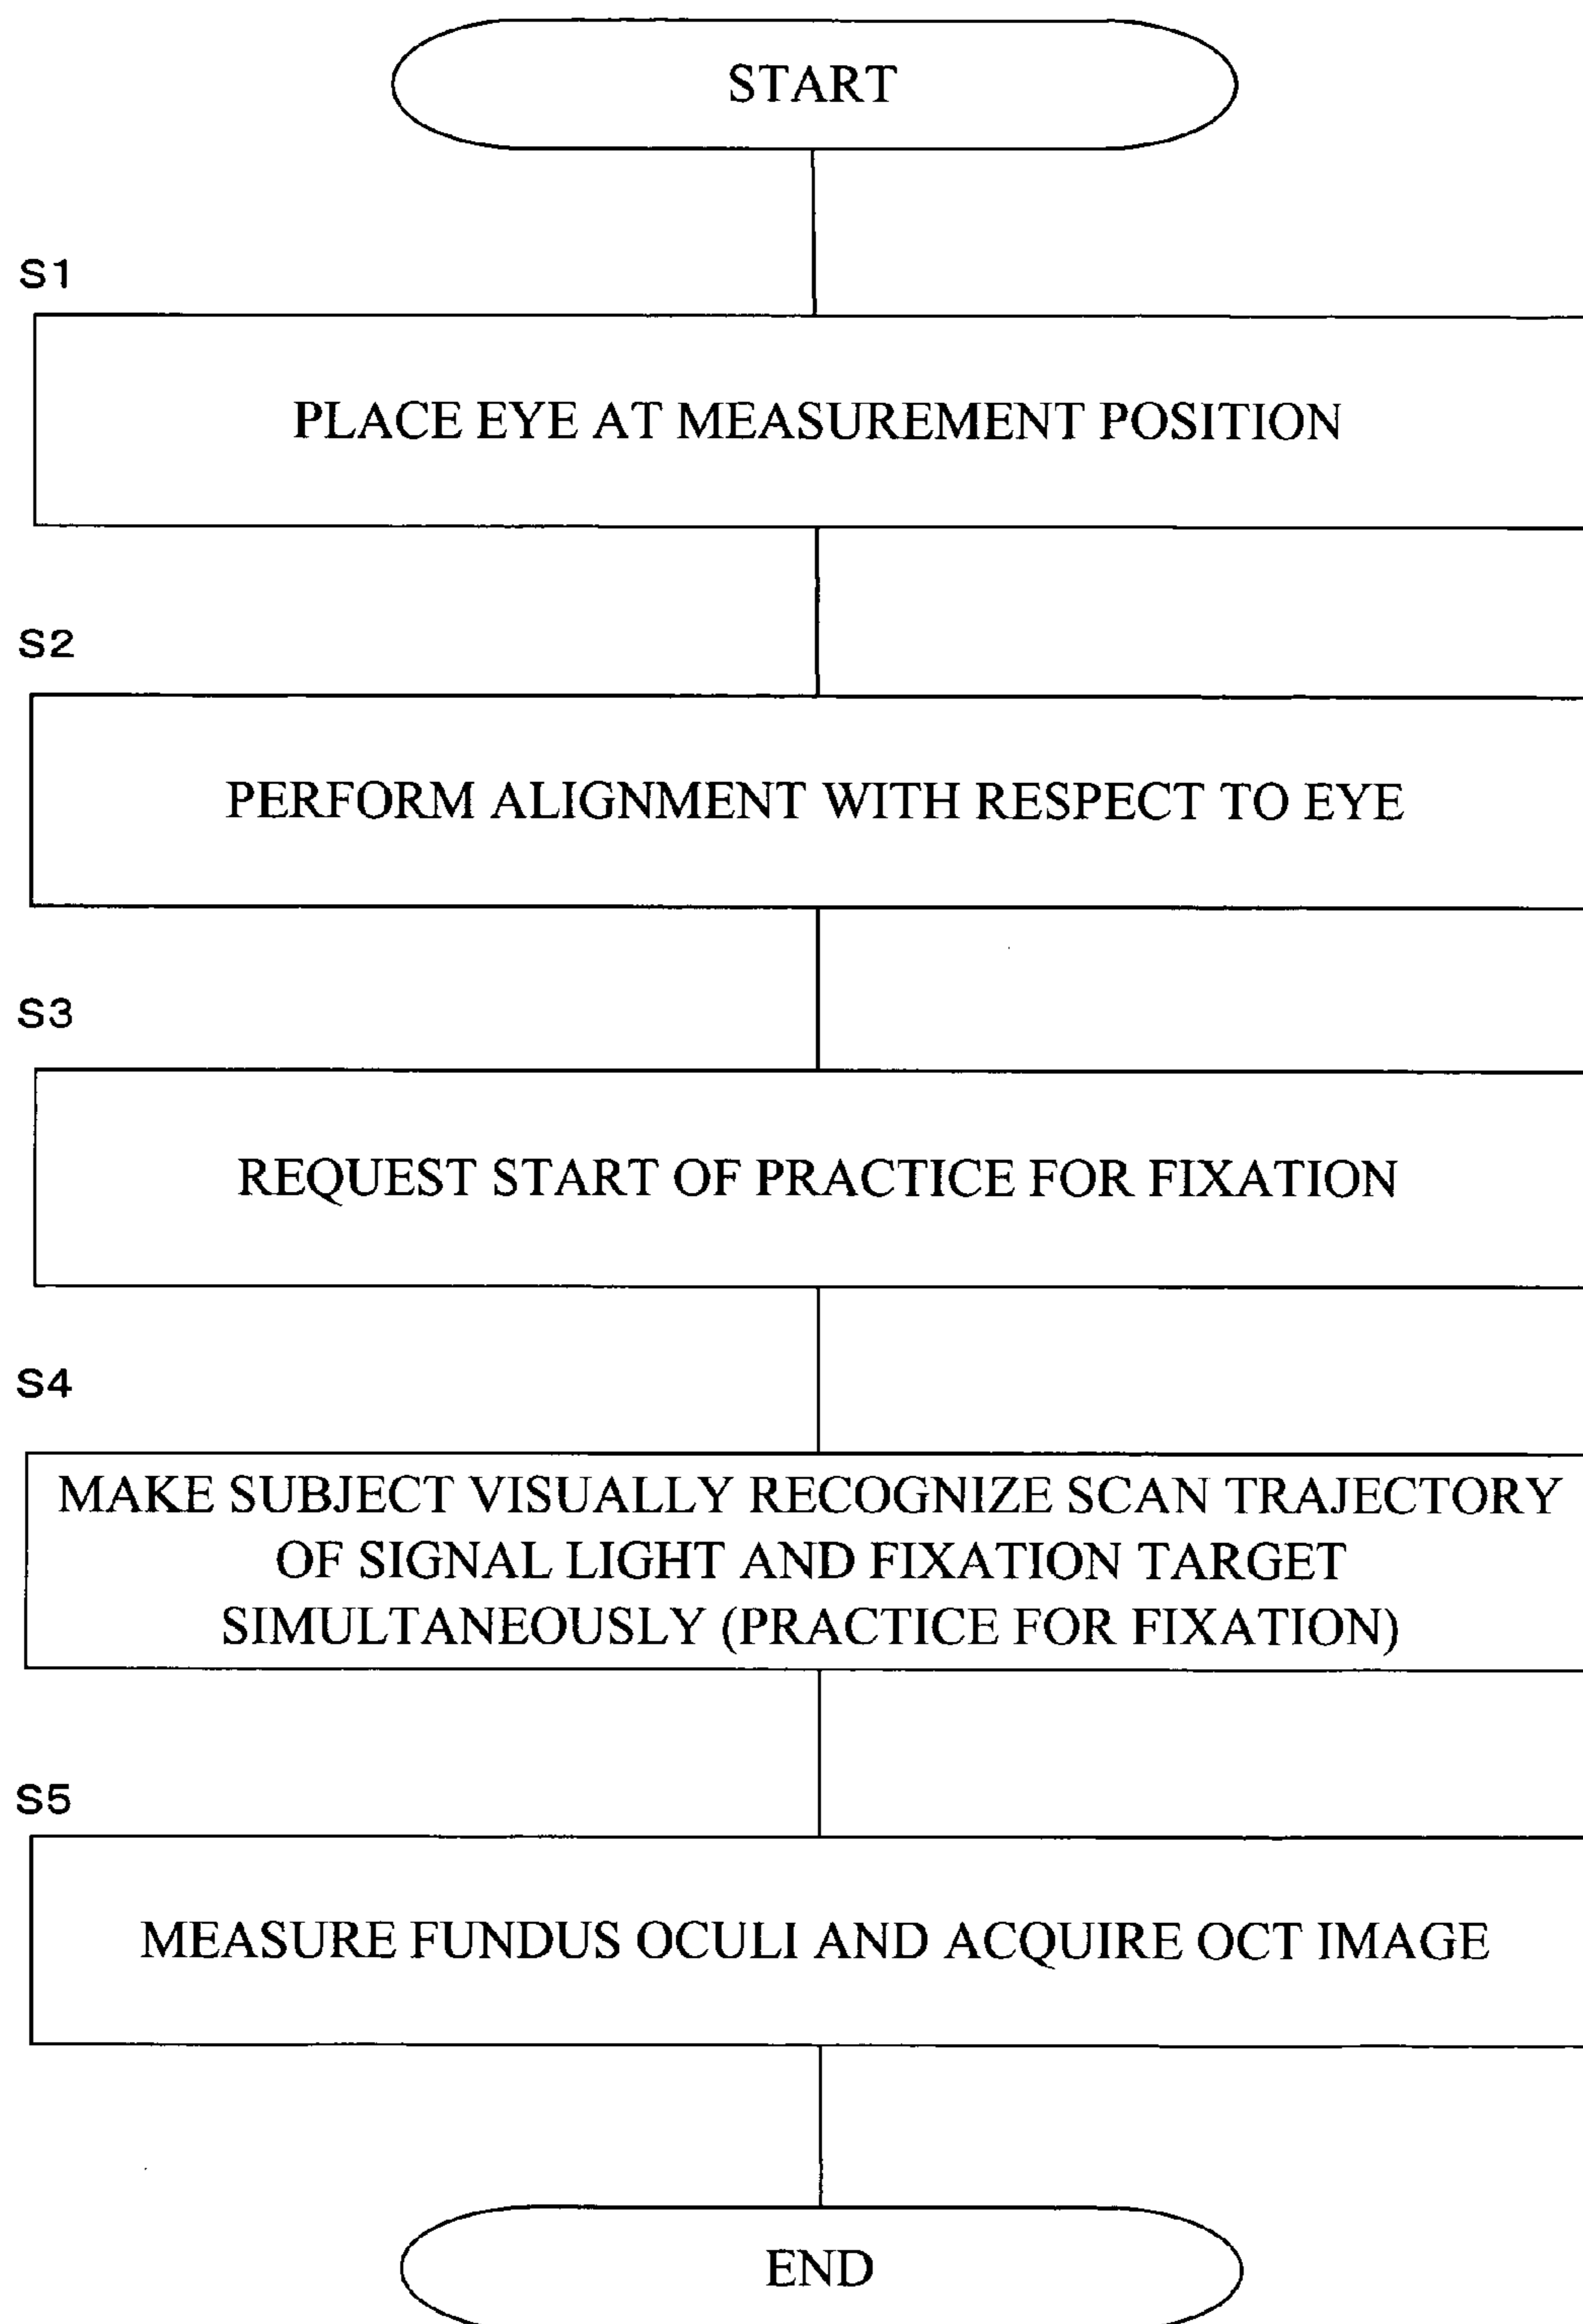 START
S1
PLACE EYE AT MEASUREMENT POSITION
S2
PERFORM ALIGNMENT WITH RESPECT TO EYE
S3
REQUEST START OF PRACTICE FOR FIXATION
S4
MAKE SUBJECT VISUALLY RECOGNIZE SCAN TRAJECTORY
OF SIGNAL LIGHT AND FIXATION TARGET
SIMULTANEOUSLY (PRACTICE FOR FIXATION)
S5
MEASURE FUNDUS OCULI AND ACQUIRE OCT IMAGE
END